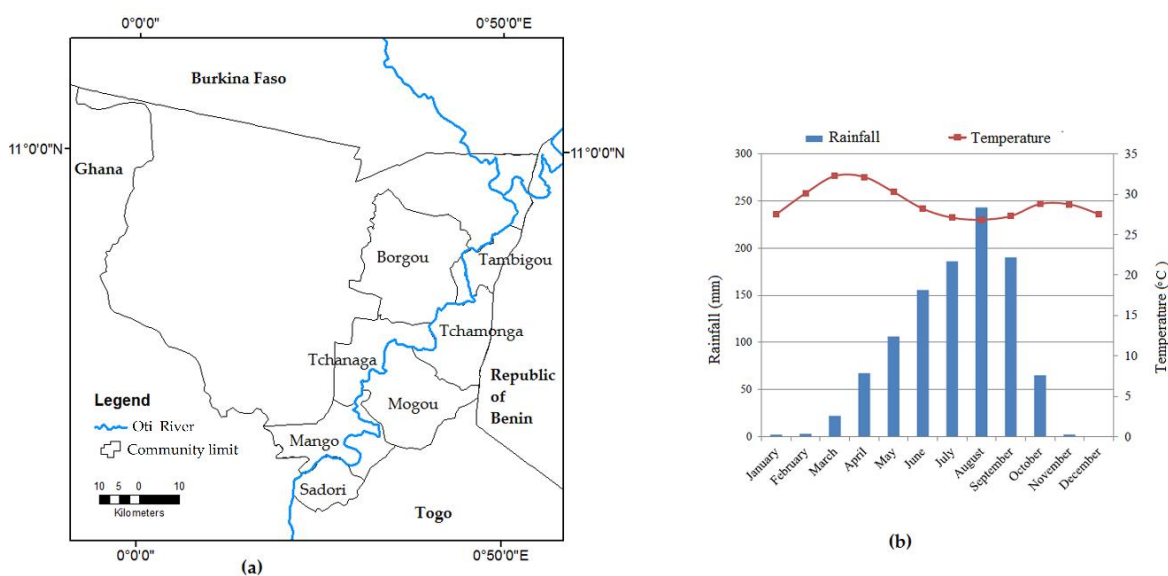 0°0'0"
0°50'0"E
Burkina Faso
11°0'0"N
11°0'0"N
Ghana
Borgou
Tambigou
Tchamonga
Tchanaga
Republic
of
Benin
Mogou
Legend
Oti River
Community limit
Mango
Sadori
10 5 0 10
Kilometers
Togo
0°0'0"
0°50'0"E
(a)
Rainfall
Temperature
300
250
200
150
100
50
0
Rainfall (mm)
35
30
25
20
15
10
5
0
Temperature (°C)
January
February
March
April
May
June
July
August
September
October
November
December
(b)